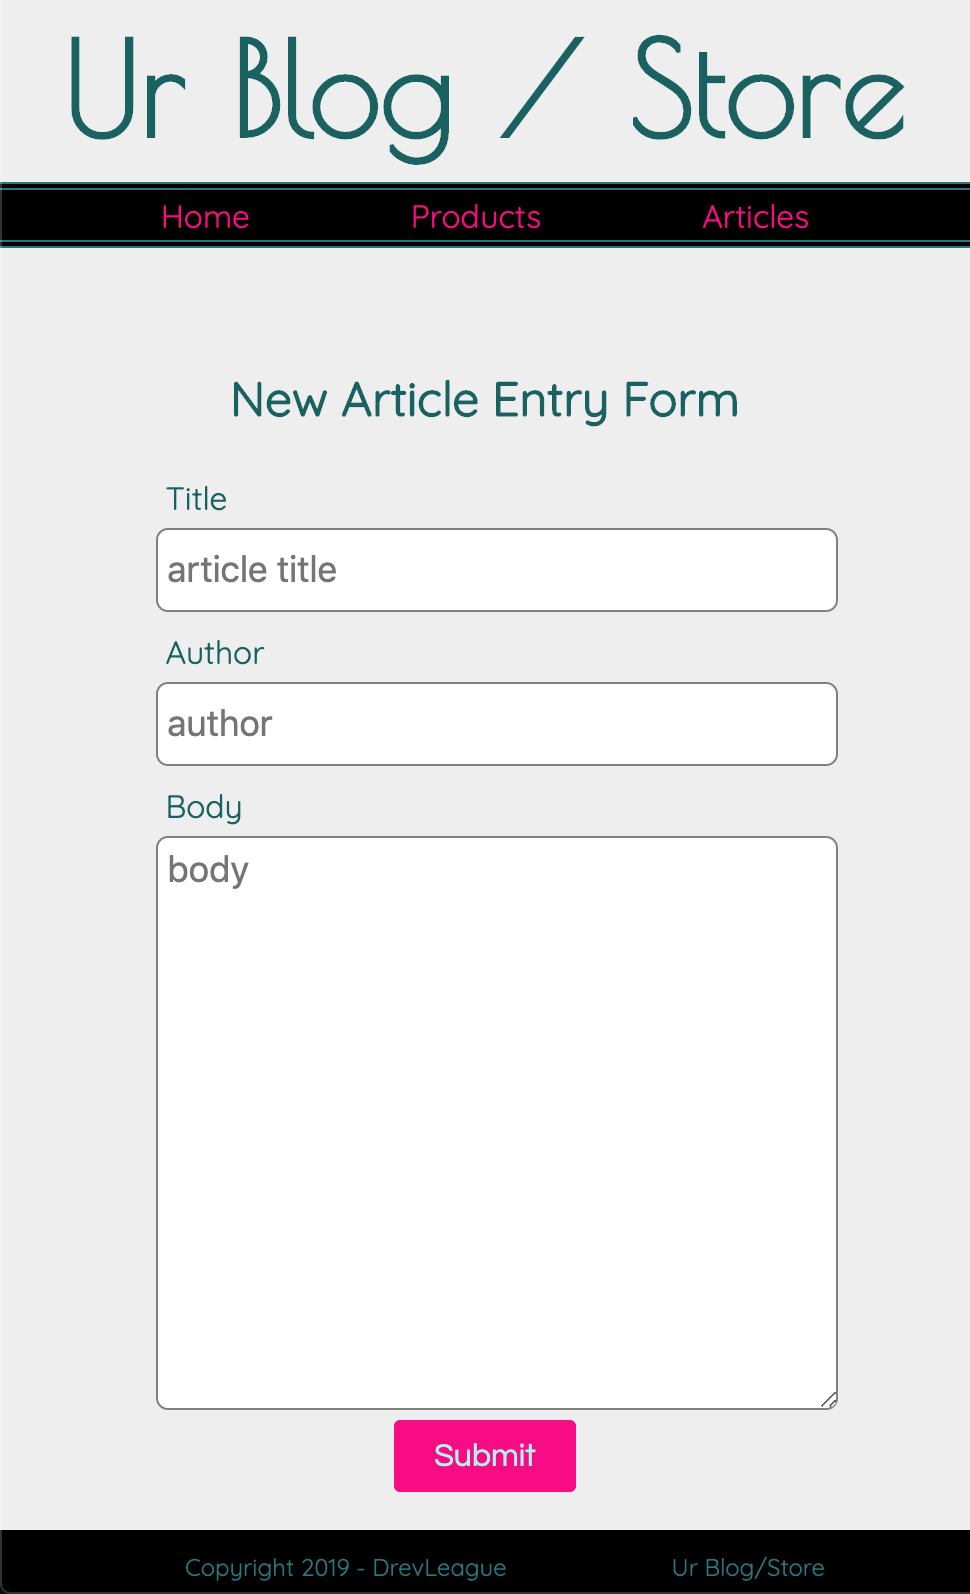 Ur Blog / Store
Home Products Articles
New Article Entry Form
Title
article title
Author
author
Body
body
Submit
Copyright 2019 - DrevLeague Ur Blog/Store